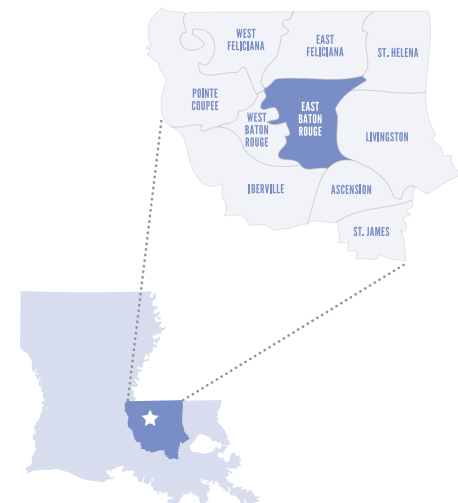 WEST
FELICIANA
EAST
FELICIANA
ST. HELENA
POINTE
COUPEE
WEST
BATON
ROUGE
EAST
BATON
ROUGE
LIVINGSTON
IBERVILLE
ASCENSION
ST. JAMES